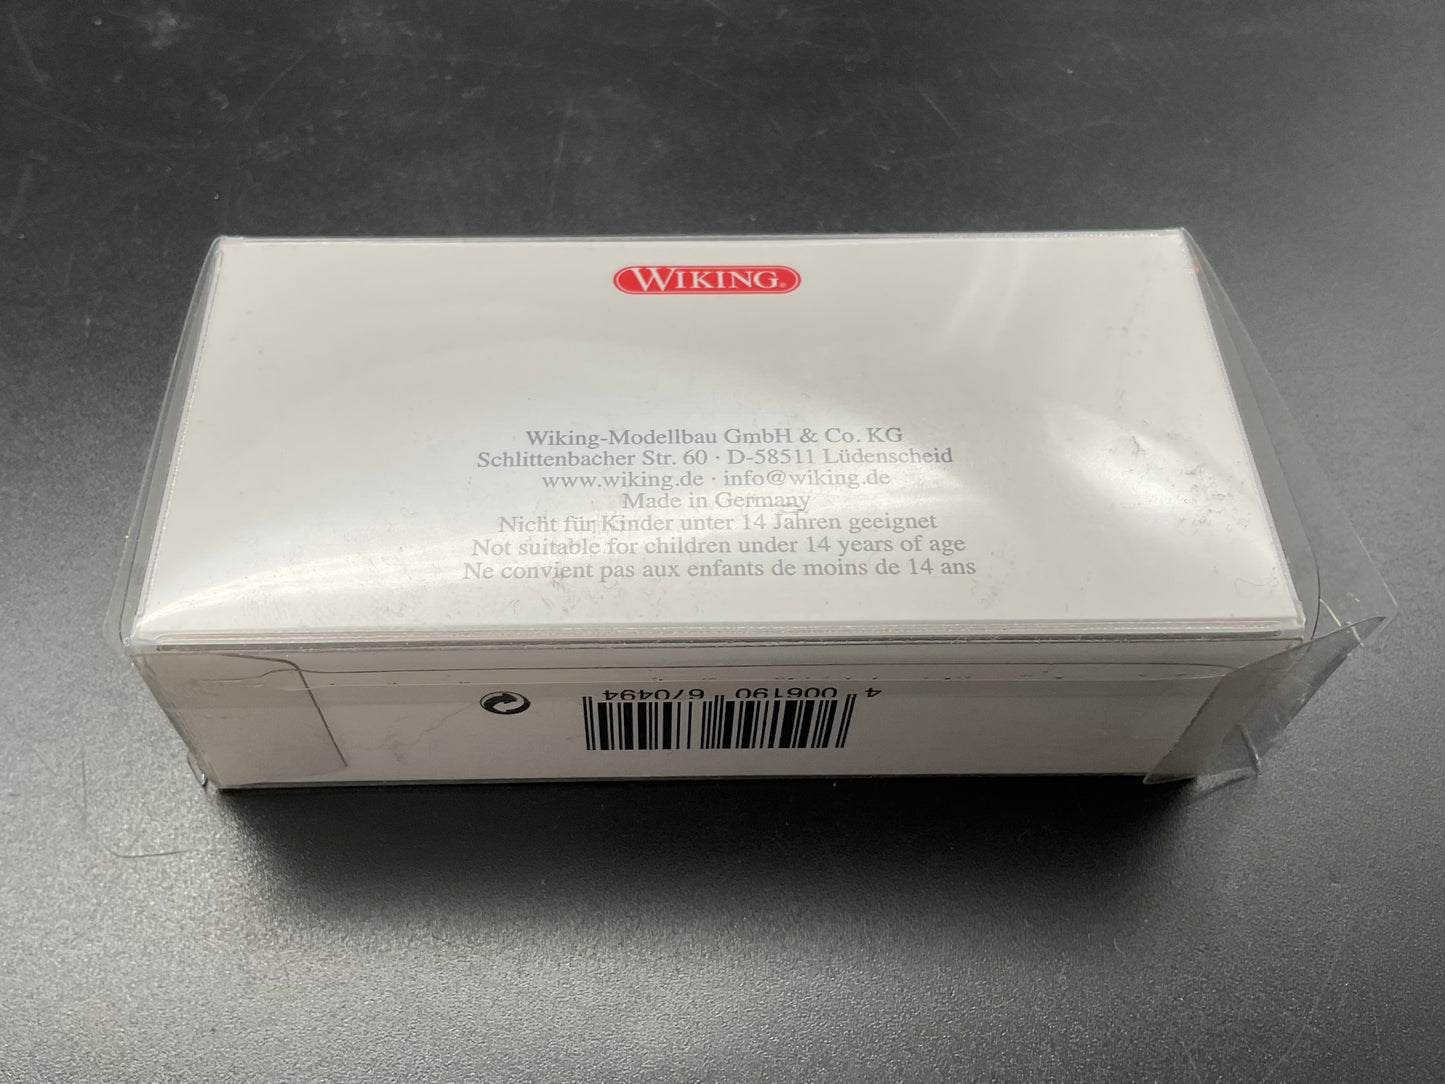 WIKING®
Wiking-Modellbau GmbH & Co. KG
Schlittenbacher Str. 60 · D-58511 Lüdenscheid
www.wiking.de · info@wiking.de
Made in Germany
Nicht für Kinder unter 14 Jahren geeignet
Not suitable for children under 14 years of age
Ne convient pas aux enfants de moins de 14 ans
4 006190 670494